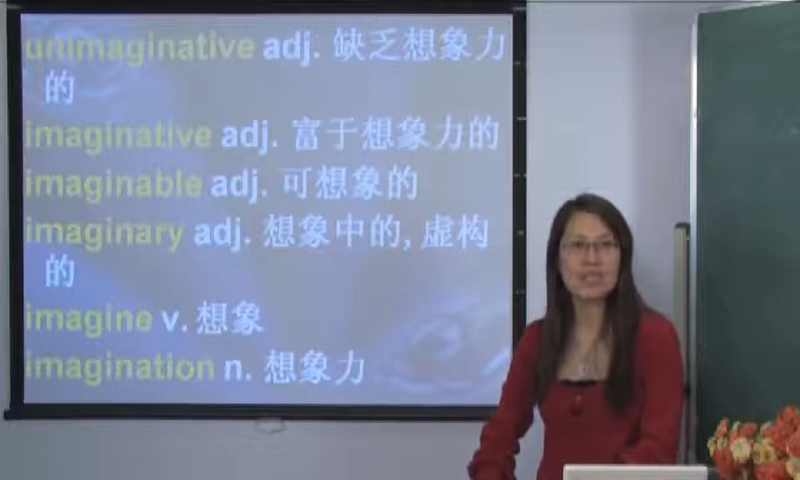 unimaginative adj. 缺乏想象力
的
imaginative adj. 富于想象力的
imaginable adj. 可想象的
imaginary adj. 想象中的, 虚构
的
imagine v. 想象
imagination n. 想象力